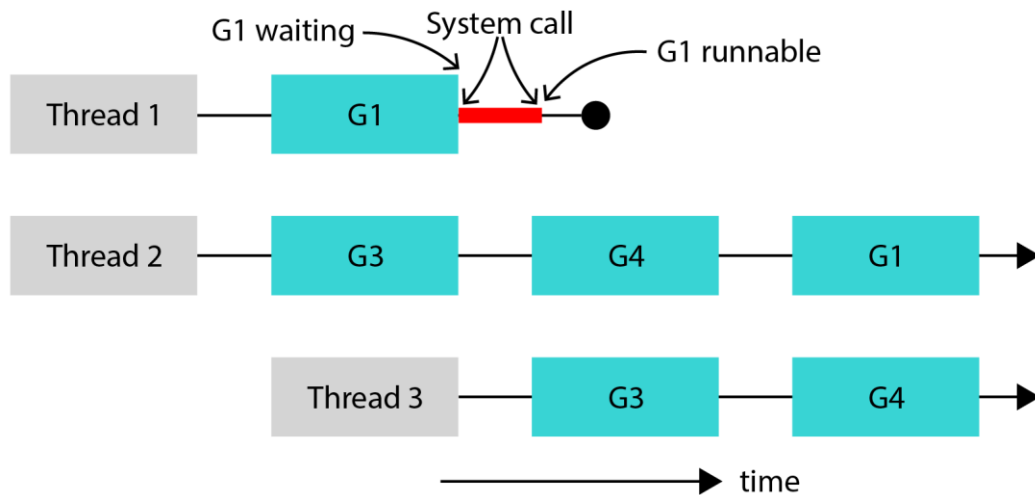 System call
G1 waiting
G1 runnable
Thread 1
G1
Thread 2
G3
G4
G1
Thread 3
G3
G4
time